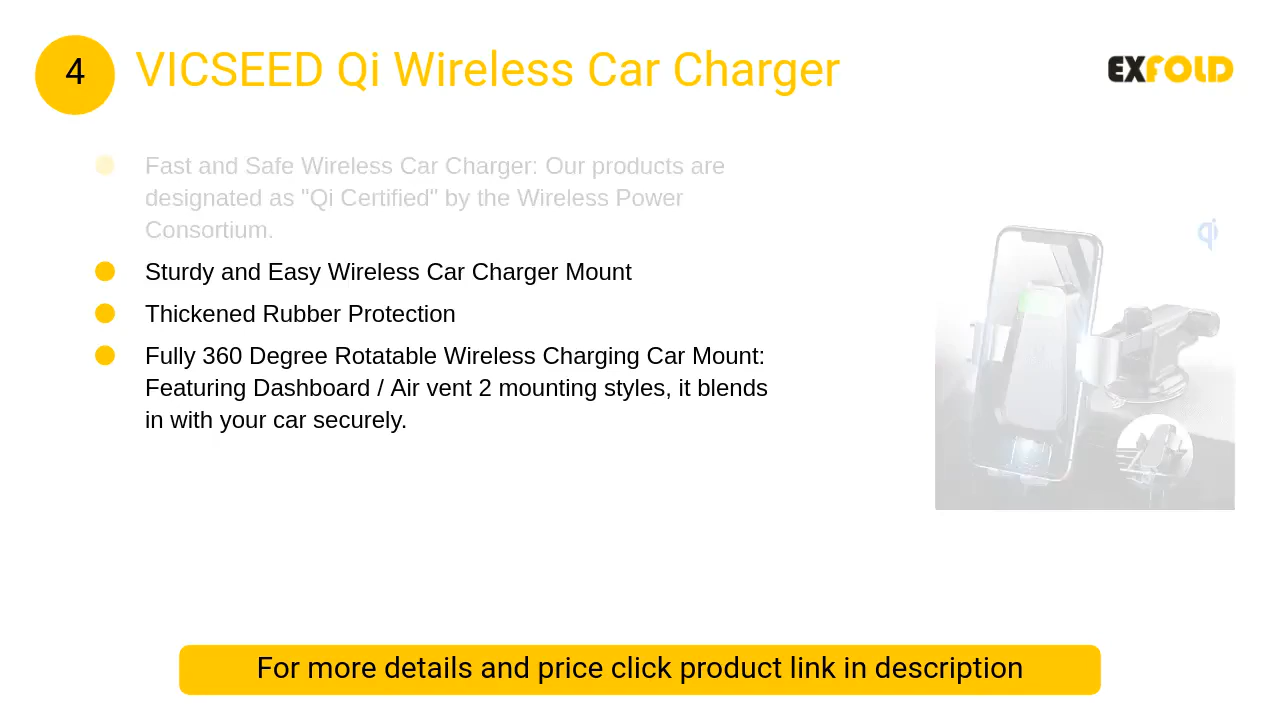 4
VICSEED Qi Wireless Car Charger
EXFOLD
Fast and Safe Wireless Car Charger: Our products are
designated as "Qi Certified" by the Wireless Power
Consortium.
Sturdy and Easy Wireless Car Charger Mount
Thickened Rubber Protection
Fully 360 Degree Rotatable Wireless Charging Car Mount:
Featuring Dashboard / Air vent 2 mounting styles, it blends
in with your car securely.
qi
For more details and price click product link in description